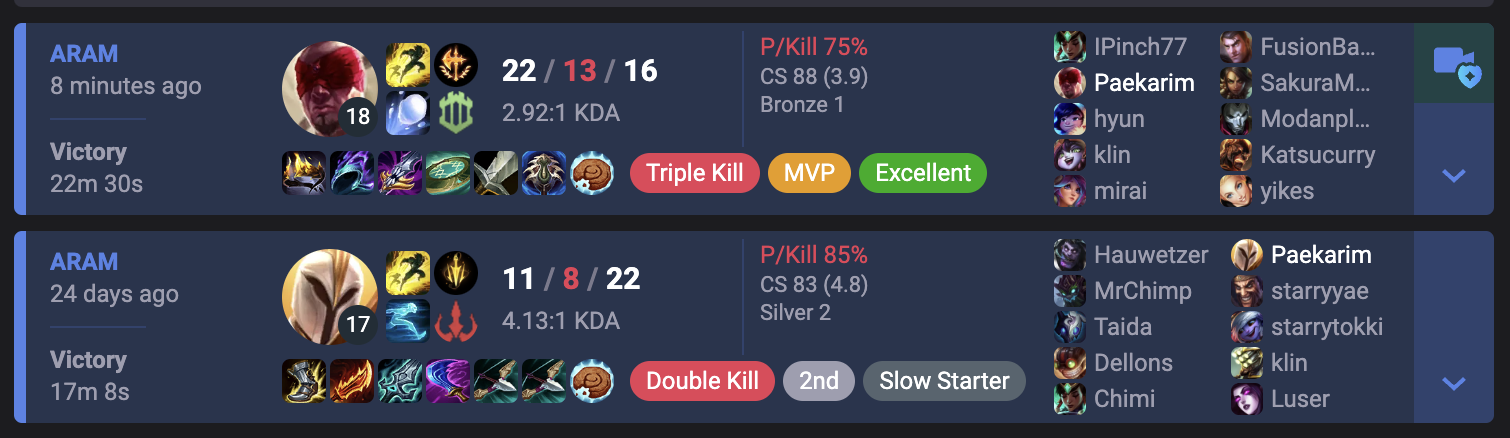 ARAM
8 minutes ago
Victory
22m 30s
18
22 / 13 / 16
2.92:1 KDA
P/Kill 75%
CS 88 (3.9)
Bronze 1
Triple Kill
MVP
Excellent
IPinch77
Paekarim
hyun
klin
mirai
FusionBa...
SakuraM...
Modanpl...
Katsucurry
yikes
ARAM
24 days ago
Victory
17m 8s
17
11 / 8 / 22
4.13:1 KDA
P/Kill 85%
CS 83 (4.8)
Silver 2
Double Kill
2nd
Slow Starter
Hauwetzer
MrChimp
Taida
Dellons
Chimi
Paekarim
starryyae
starrytokki
klin
Luser